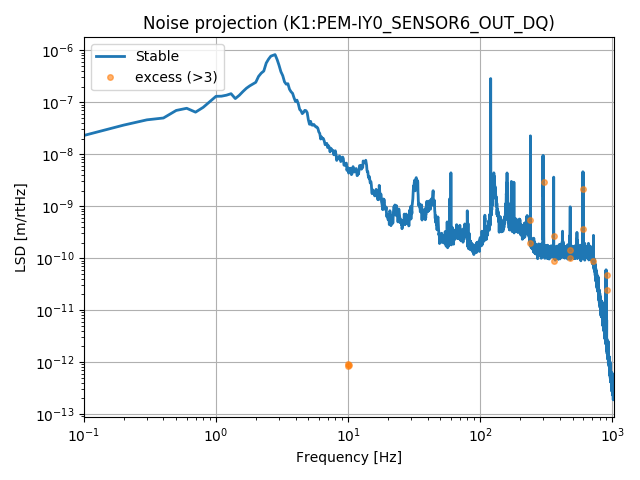 Noise projection (K1:PEM-IY0_SENSOR6_OUT_DQ)
Stable
excess (>3)
LSD [m/rtHz]
10⁻⁶
10⁻⁷
10⁻⁸
10⁻⁹
10⁻¹⁰
10⁻¹¹
10⁻¹²
10⁻¹³
10⁻¹ 10⁰ 10¹ 10² 10³
Frequency [Hz]